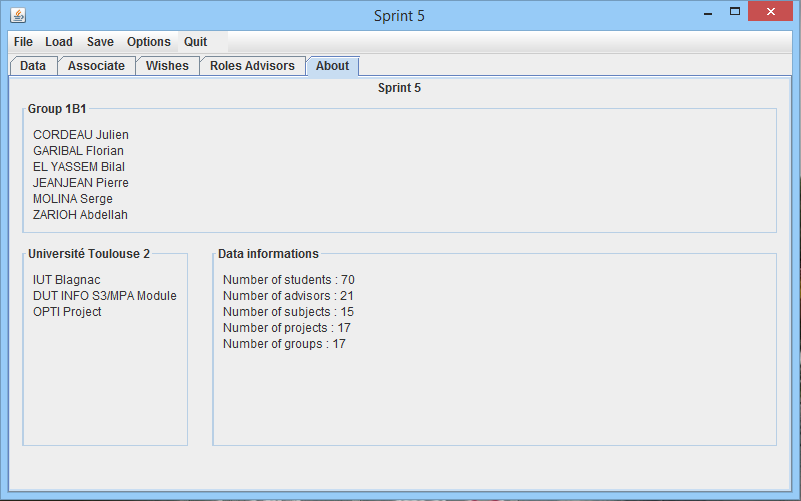 Sprint 5
File Load Save Options Quit
Data Associate Wishes Roles Advisors About
Sprint 5
Group 1B1
CORDEAU Julien
GARIBAL Florian
EL YASSEM Bilal
JEANJEAN Pierre
MOLINA Serge
ZARIOH Abdellah
Université Toulouse 2
IUT Blagnac
DUT INFO S3/MPA Module
OPTI Project
Data informations
Number of students : 70
Number of advisors : 21
Number of subjects : 15
Number of projects : 17
Number of groups : 17